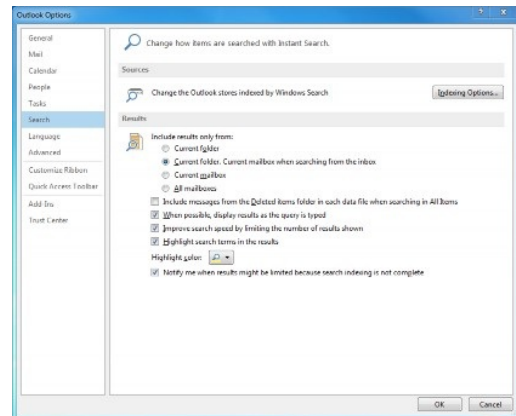 Outlook Options
General
Mail
Calendar
People
Tasks
Search
Language
Advanced
Customize Ribbon
Quick Access Toolbar
Add-Ins
Trust Center
Change how items are searched with Instant Search.
Sources
Change the Outlook stores indexed by Windows Search
Indexing Options...
Results
Include results only from:
Current folder
Current folder. Current mailbox when searching from the inbox
Current mailbox
All mailboxes
Include messages from the Deleted items folder in each data file when searching in All Items
When possible, display results as the query is typed
Improve search speed by limiting the number of results shown
Highlight search terms in the results
Highlight color:
Notify me when results might be limited because search indexing is not complete
OK
Cancel